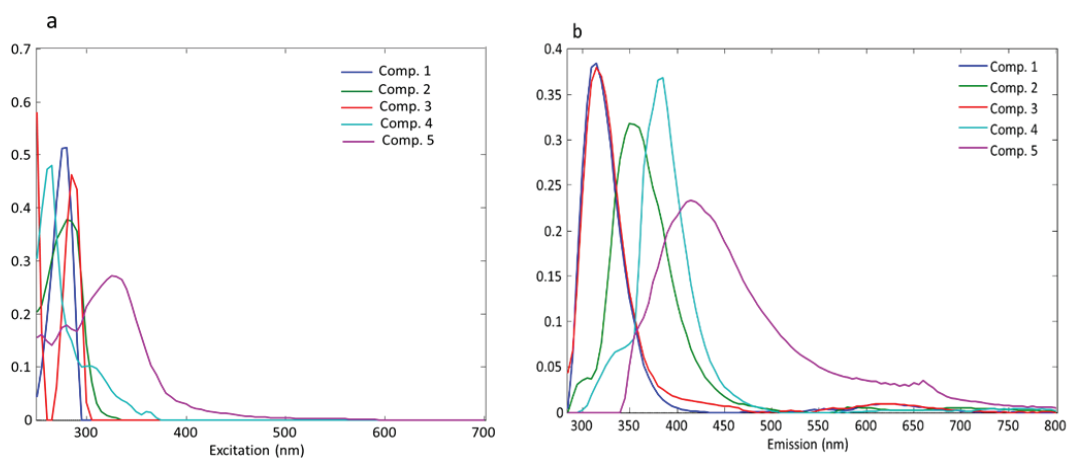 a
0.7
0.6
0.5
0.4
0.3
0.2
0.1
0
300
400
500
600
700
Excitation (nm)
Comp. 1
Comp. 2
Comp. 3
Comp. 4
Comp. 5
b
0.4
0.35
0.3
0.25
0.2
0.15
0.1
0.05
0
300
350
400
450
500
550
600
650
700
750
800
Emission (nm)
Comp. 1
Comp. 2
Comp. 3
Comp. 4
Comp. 5